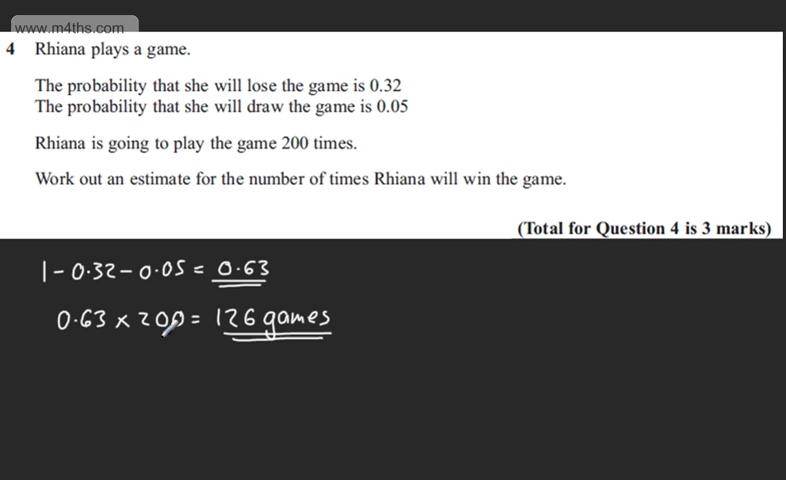 www.m4ths.com
4 Rhiana plays a game.
The probability that she will lose the game is 0.32
The probability that she will draw the game is 0.05
Rhiana is going to play the game 200 times.
Work out an estimate for the number of times Rhiana will win the game.
(Total for Question 4 is 3 marks)
1 - 0.32 - 0.05 = 0.63
0.63 × 200 = 126 games